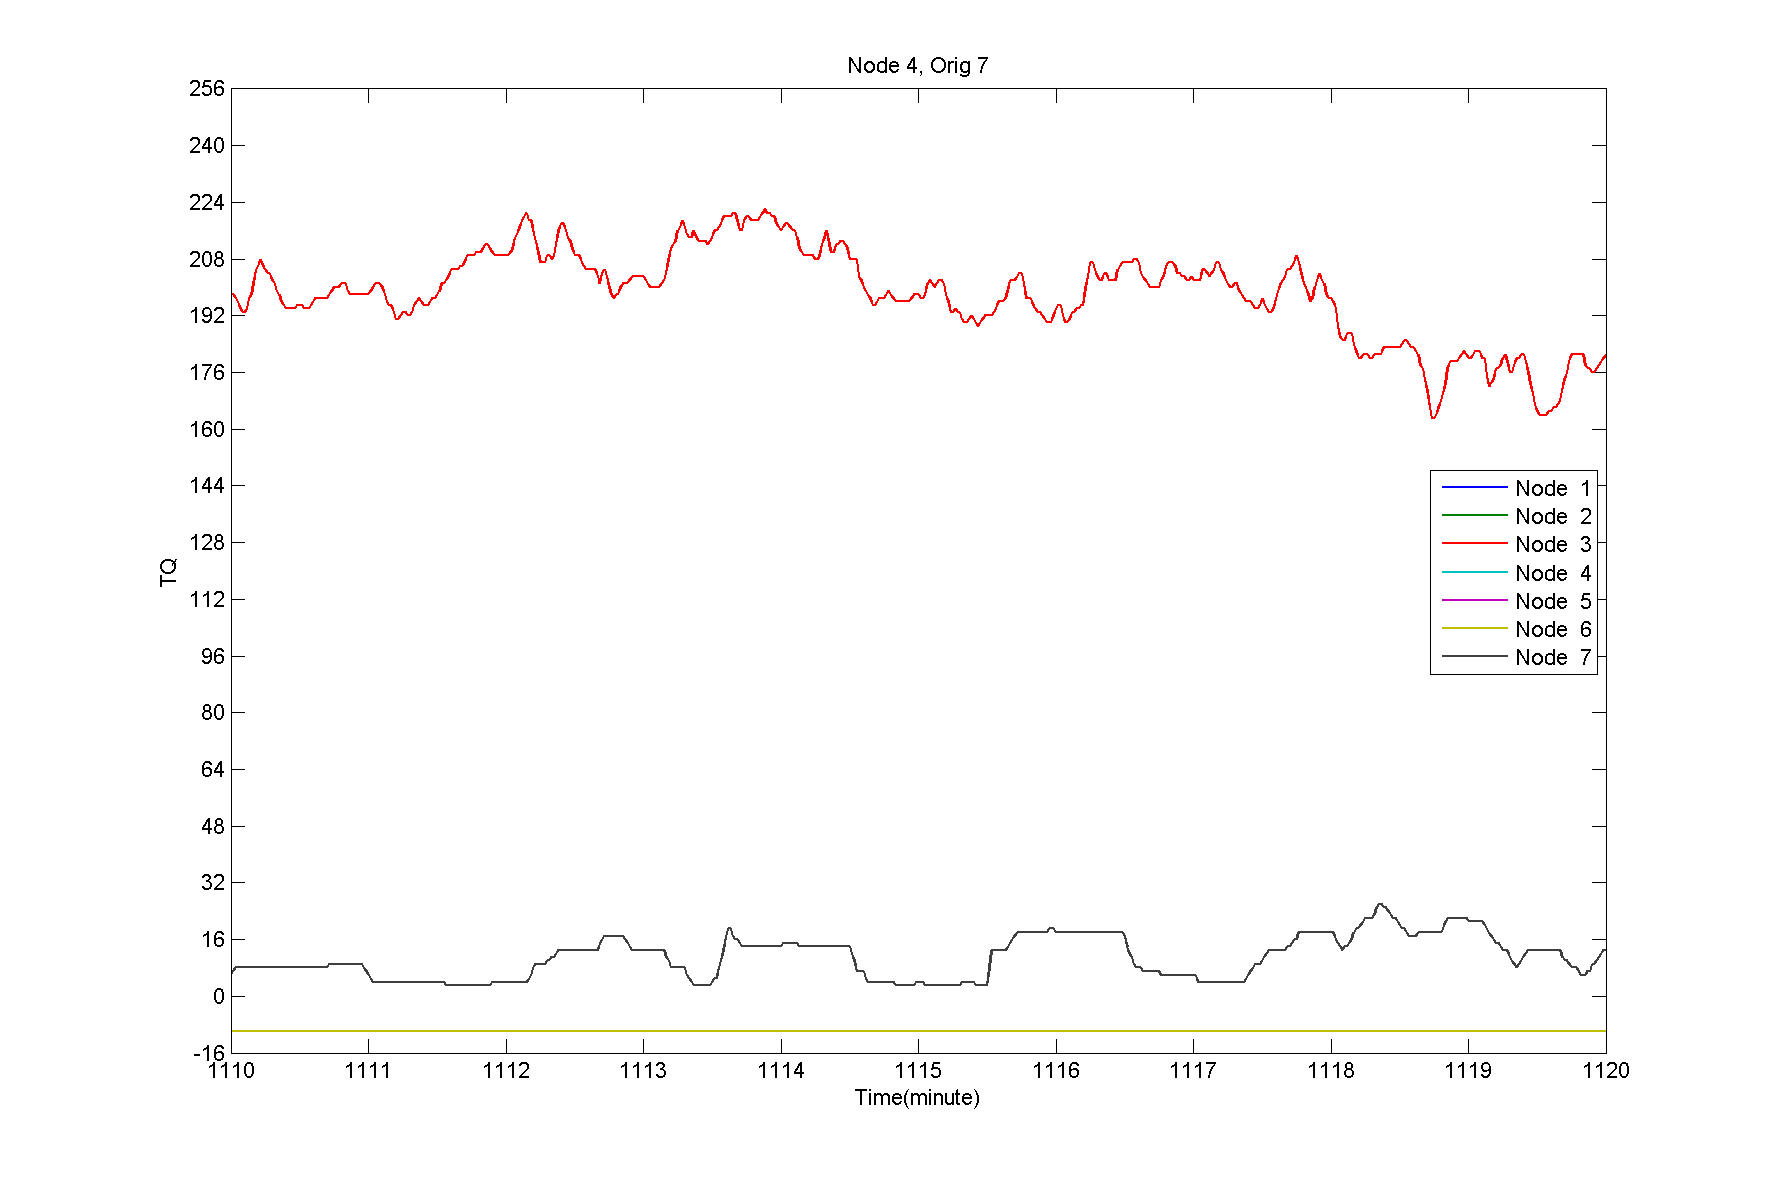 Node 4, Orig 7
256
240
224
208
192
176
160
144
128
112
96
80
64
48
32
16
0
-16
TQ
Node 1
Node 2
Node 3
Node 4
Node 5
Node 6
Node 7
1110 1111 1112 1113 1114 1115 1116 1117 1118 1119 1120
Time(minute)